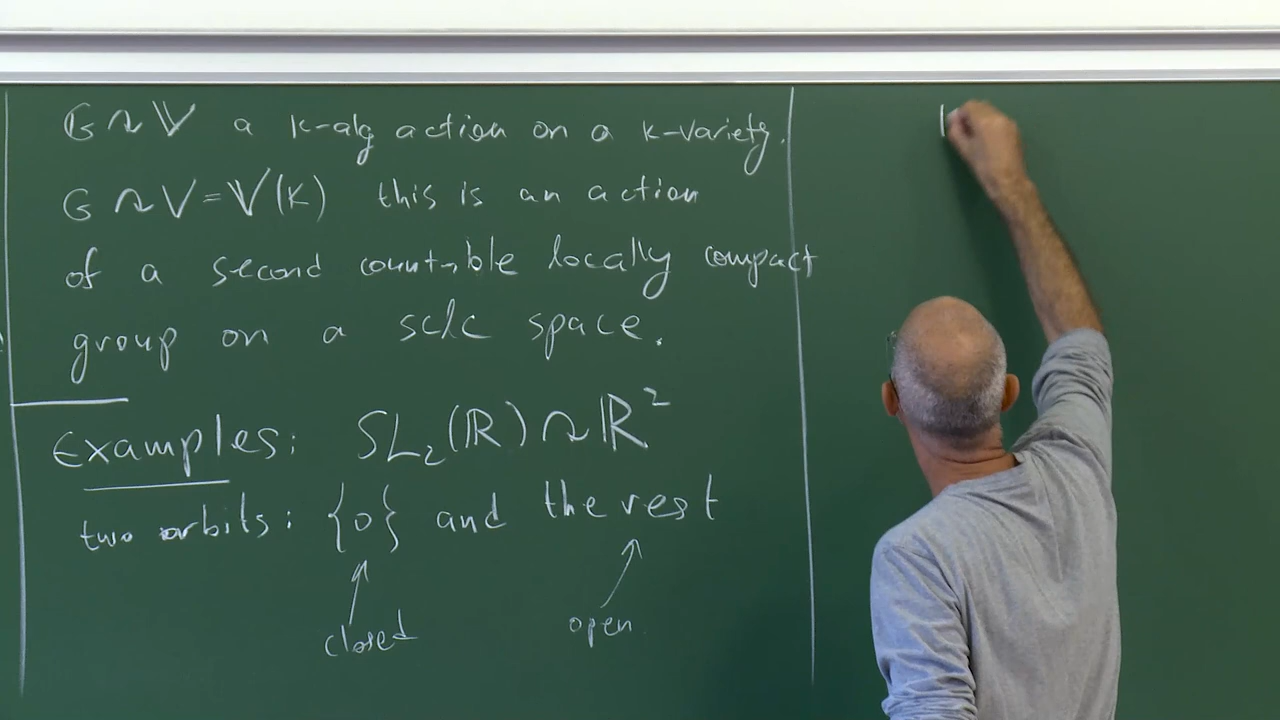 G ↷ 𝕍 a k-alg action on a k-variety.
G ↷ V = 𝕍(k) this is an action
of a second countable locally compact
group on a sclc space.
Examples: SL₂(ℝ) ↷ ℝ²
two orbits: {0} and the rest
closed open